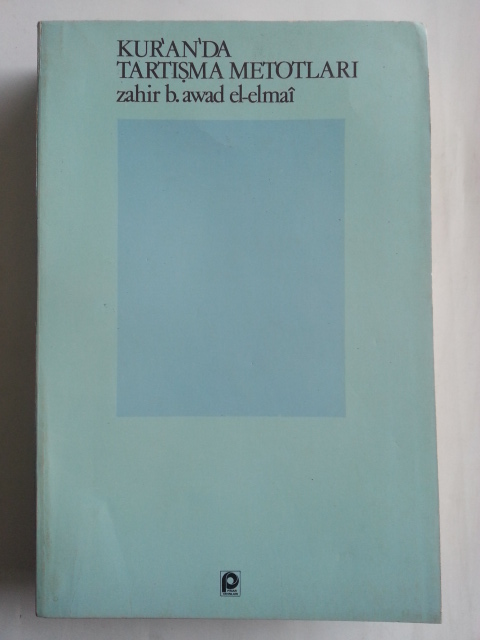 KUR'AN'DA
TARTIŞMA METOTLARI
zahir b. awad el-elmaî